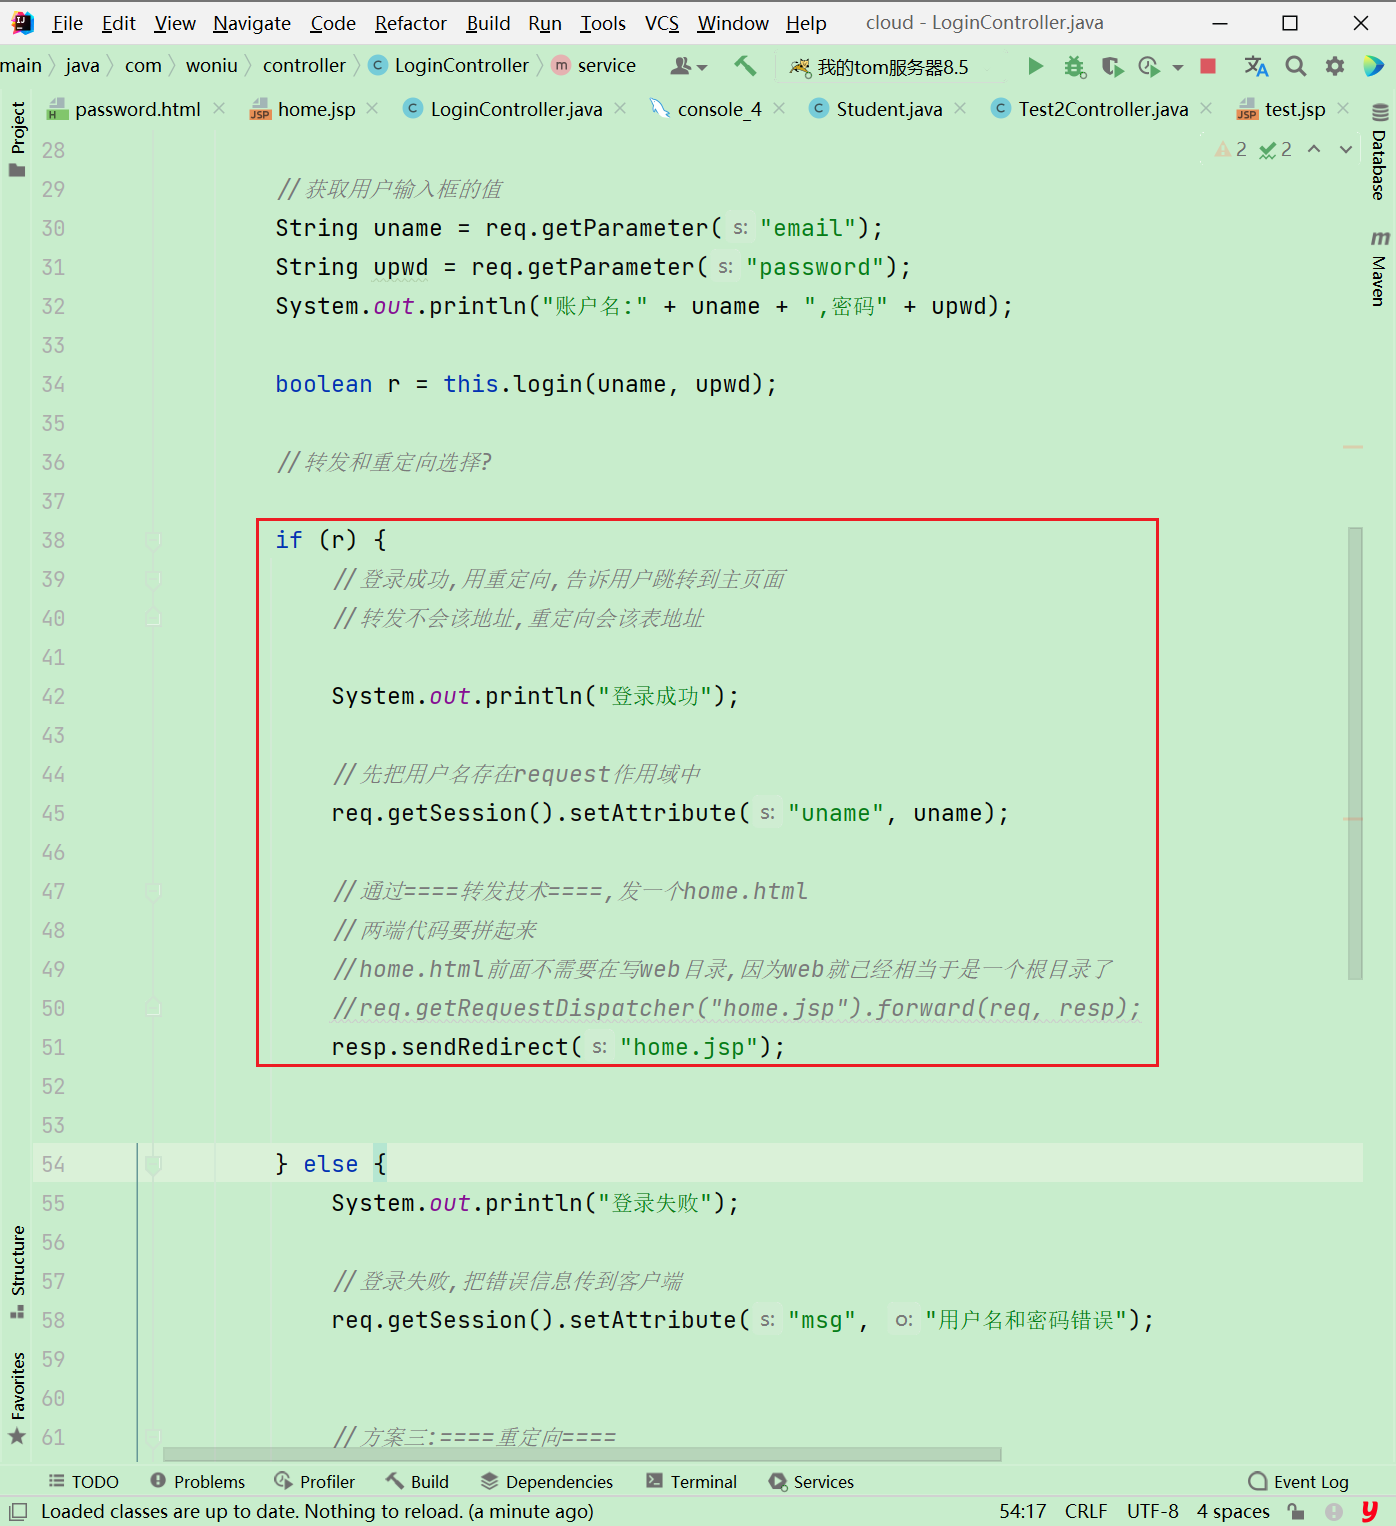 File Edit View Navigate Code Refactor Build Run Tools VCS Window Help cloud - LoginController.java
main java com woniu controller C LoginController m service 我的tom服务器8.5
password.html home.jsp LoginController.java console_4 Student.java Test2Controller.java test.jsp
Project
Database
Maven
2 2
28
29 //获取用户输入框的值
30 String uname = req.getParameter( s: "email");
31 String upwd = req.getParameter( s: "password");
32 System.out.println("账户名:" + uname + ",密码" + upwd);
33
34 boolean r = this.login(uname, upwd);
35
36 //转发和重定向选择?
37
38 if (r) {
39 //登录成功,用重定向,告诉用户跳转到主页面
40 //转发不会该地址,重定向会该表地址
41
42 System.out.println("登录成功");
43
44 //先把用户名存在request作用域中
45 req.getSession().setAttribute( s: "uname", uname);
46
47 //通过====转发技术====,发一个home.html
48 //两端代码要拼起来
49 //home.html前面不需要在写web目录,因为web就已经相当于是一个根目录了
50 //req.getRequestDispatcher("home.jsp").forward(req, resp);
51 resp.sendRedirect( s: "home.jsp");
52
53
54 } else {
55 System.out.println("登录失败");
56
57 //登录失败,把错误信息传到客户端
58 req.getSession().setAttribute( s: "msg", o: "用户名和密码错误");
59
60
61 //方案三:====重定向====
Structure
Favorites
TODO Problems Profiler Build Dependencies Terminal Services Event Log
Loaded classes are up to date. Nothing to reload. (a minute ago) 54:17 CRLF UTF-8 4 spaces